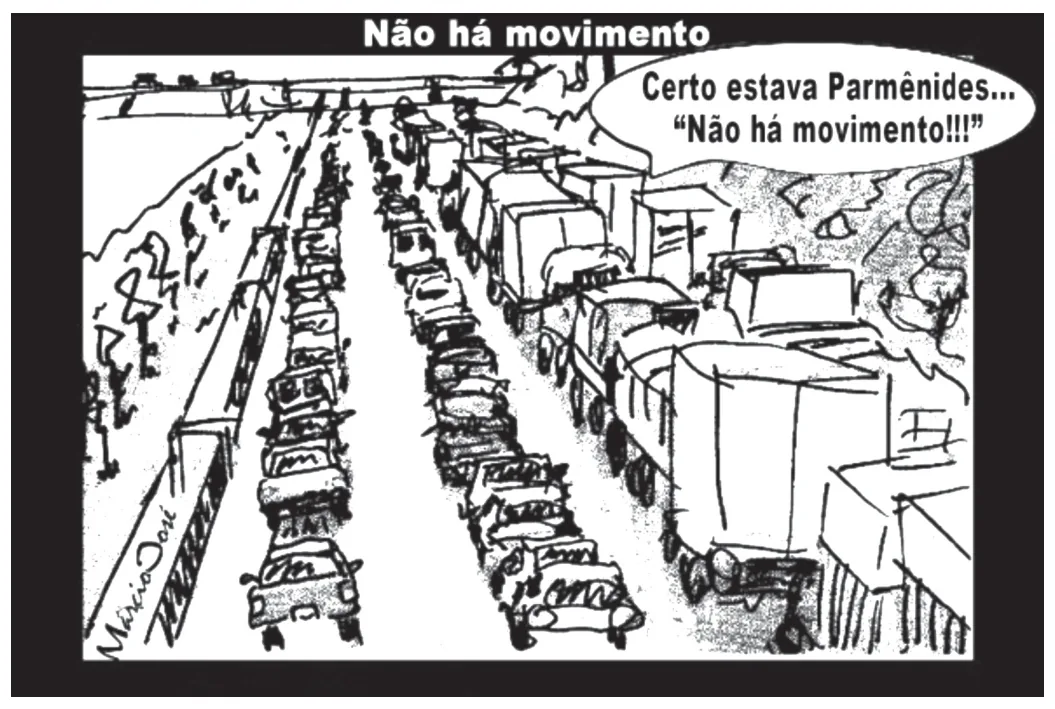 Não há movimento
Certo estava Parmênides...
“Não há movimento!!!”
Márcio José